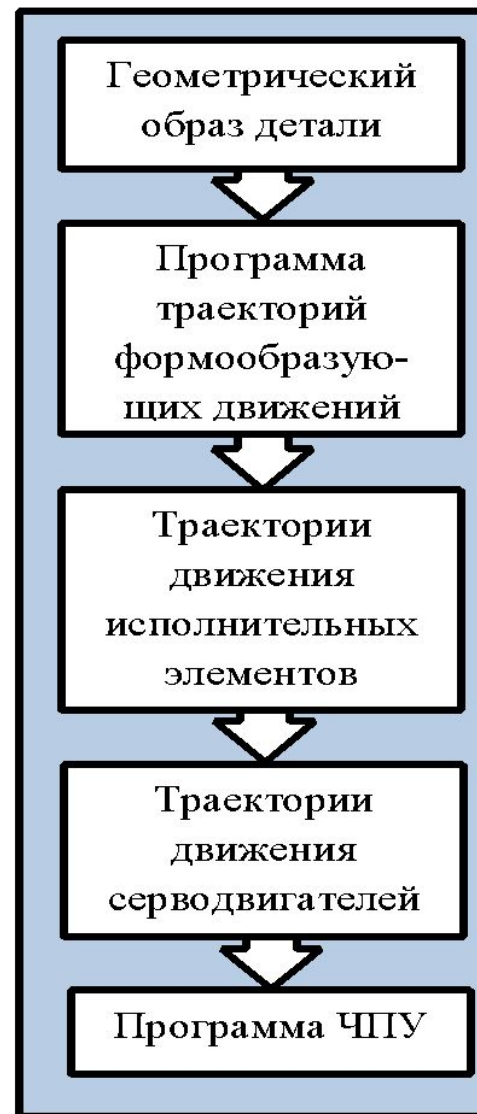 Геометрический
образ детали
Программа
траекторий
формообразую-
щих движений
Траектории
движения
исполнительных
элементов
Траектории
движения
серводвигателей
Программа ЧПУ